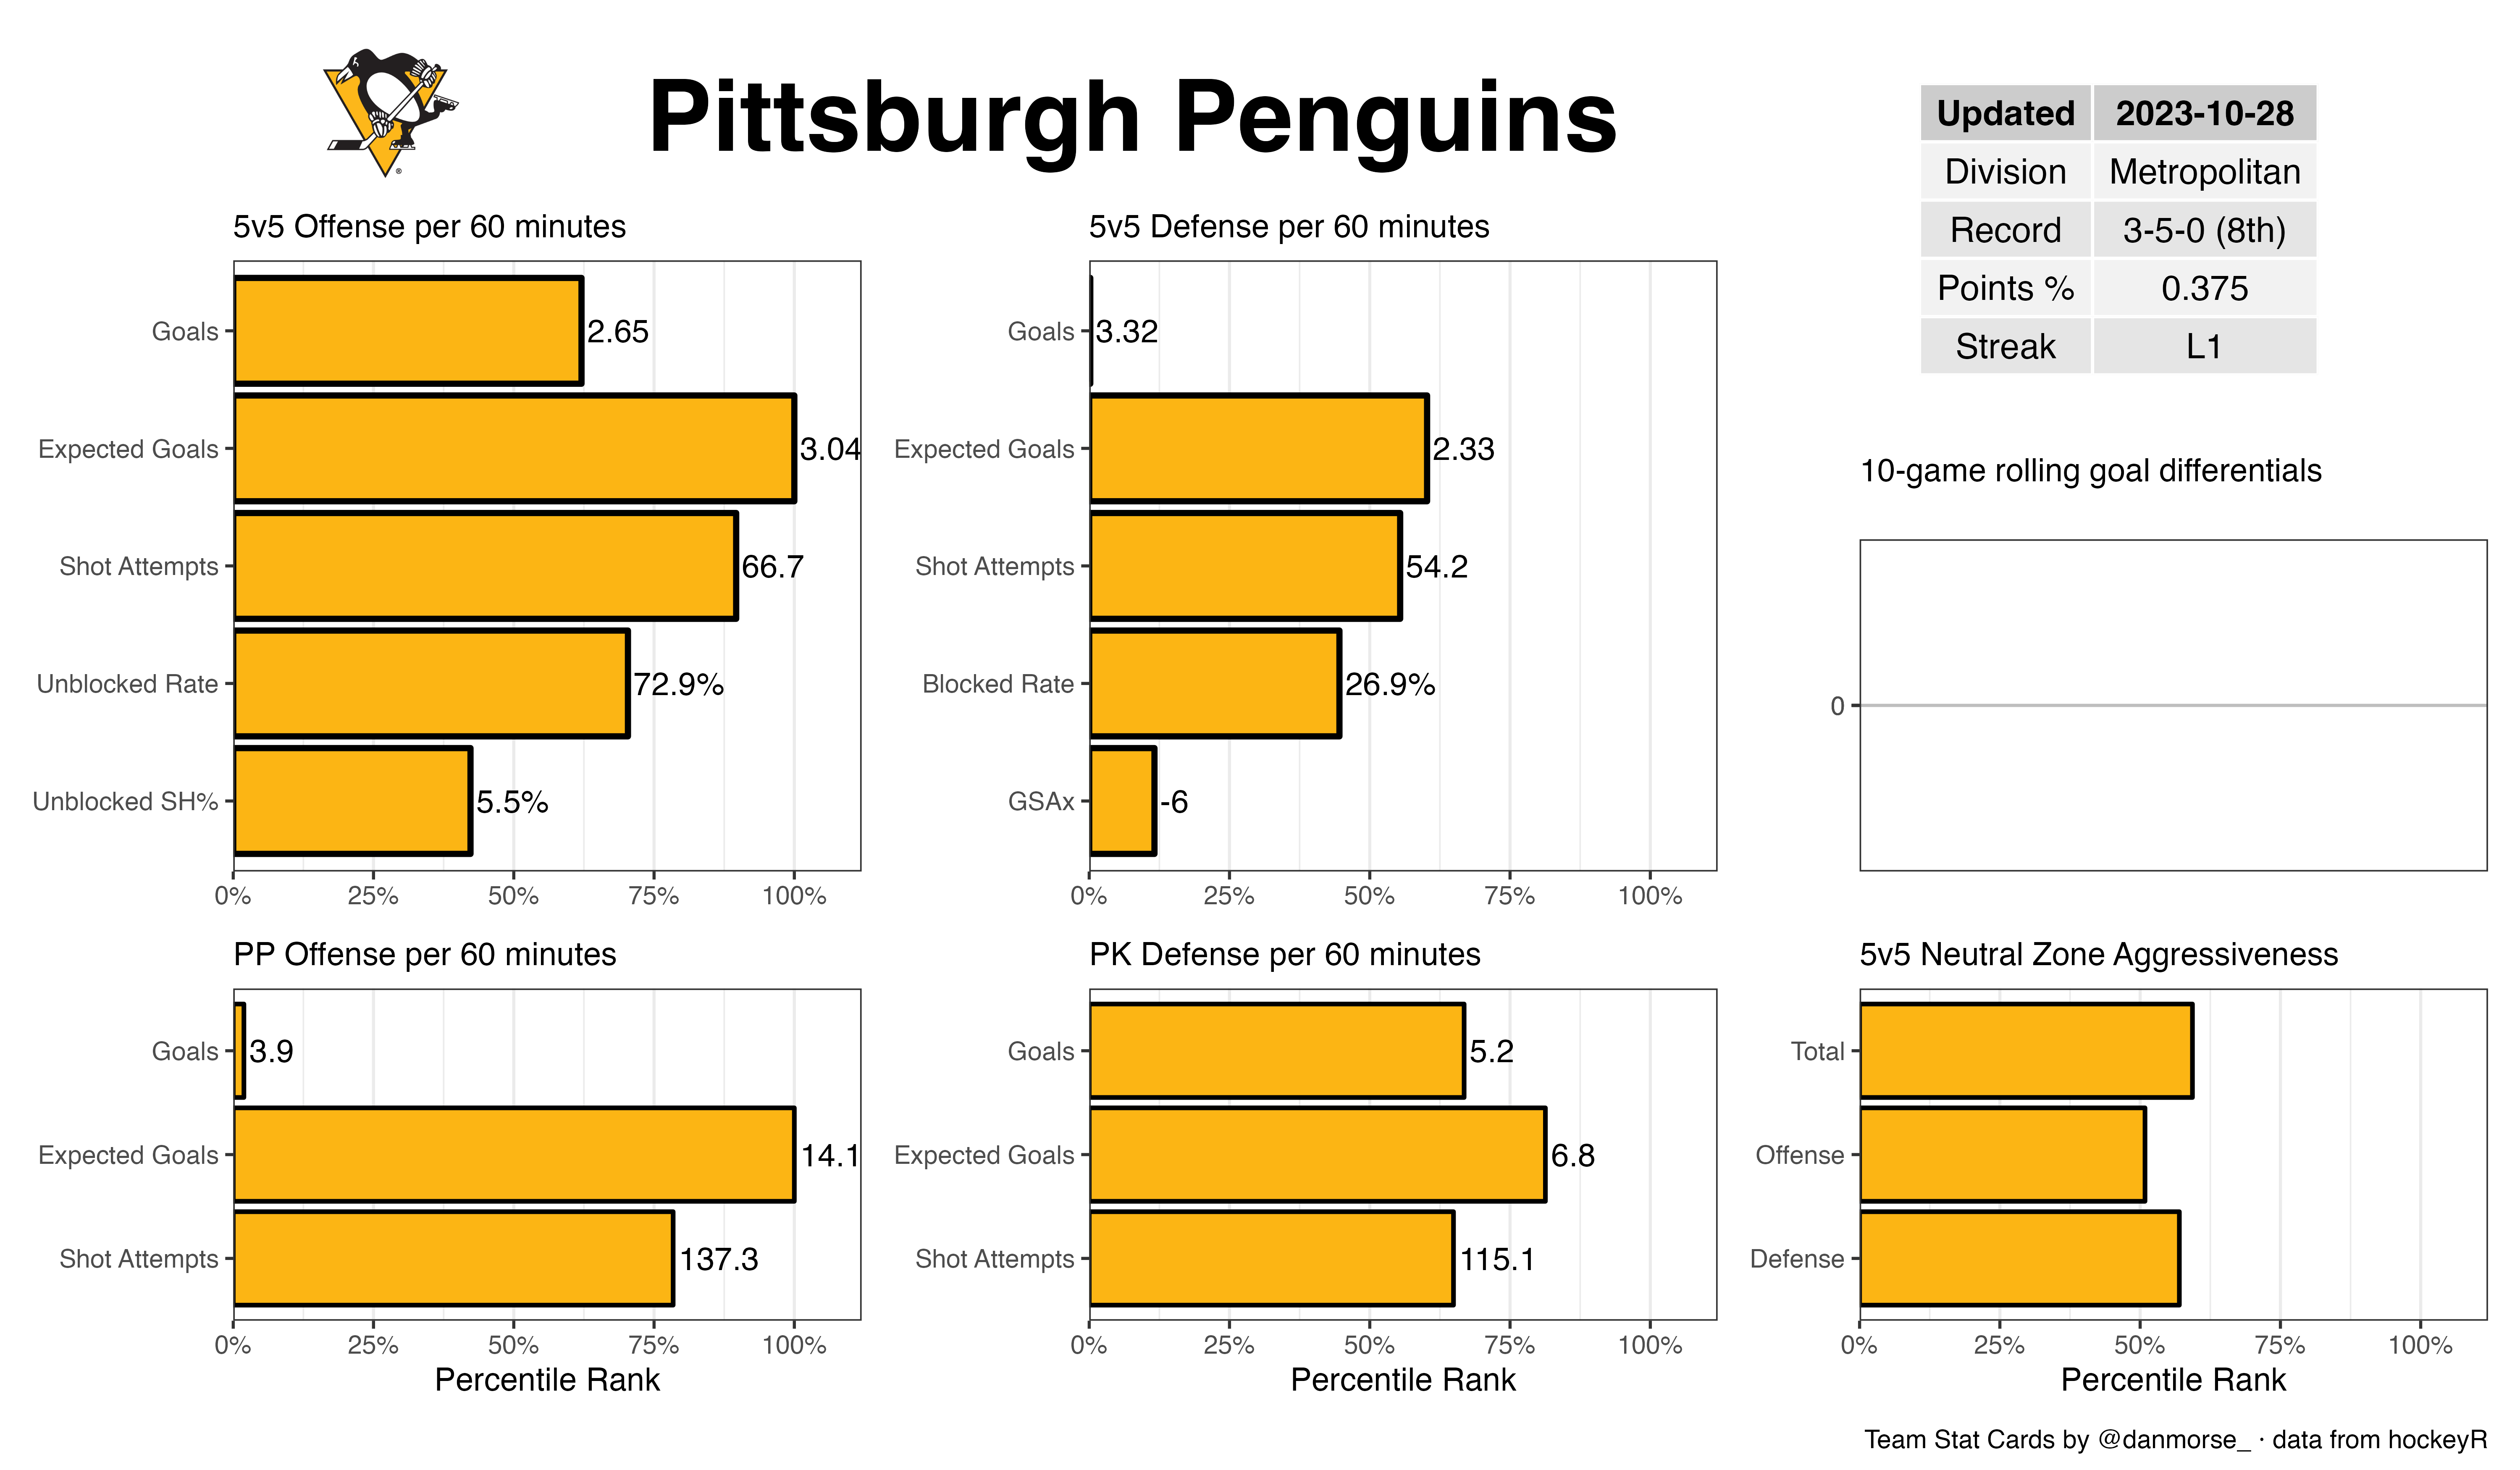 Pittsburgh Penguins
Updated 2023-10-28
Division Metropolitan
Record 3-5-0 (8th)
Points % 0.375
Streak L1
5v5 Offense per 60 minutes
Goals 2.65
Expected Goals 3.04
Shot Attempts 66.7
Unblocked Rate 72.9%
Unblocked SH% 5.5%
0% 25% 50% 75% 100%
5v5 Defense per 60 minutes
Goals 3.32
Expected Goals 2.33
Shot Attempts 54.2
Blocked Rate 26.9%
GSAx -6
0% 25% 50% 75% 100%
10-game rolling goal differentials
0
PP Offense per 60 minutes
Goals 3.9
Expected Goals 14.1
Shot Attempts 137.3
0% 25% 50% 75% 100%
Percentile Rank
PK Defense per 60 minutes
Goals 5.2
Expected Goals 6.8
Shot Attempts 115.1
0% 25% 50% 75% 100%
Percentile Rank
5v5 Neutral Zone Aggressiveness
Total
Offense
Defense
0% 25% 50% 75% 100%
Percentile Rank
Team Stat Cards by @danmorse_ · data from hockeyR